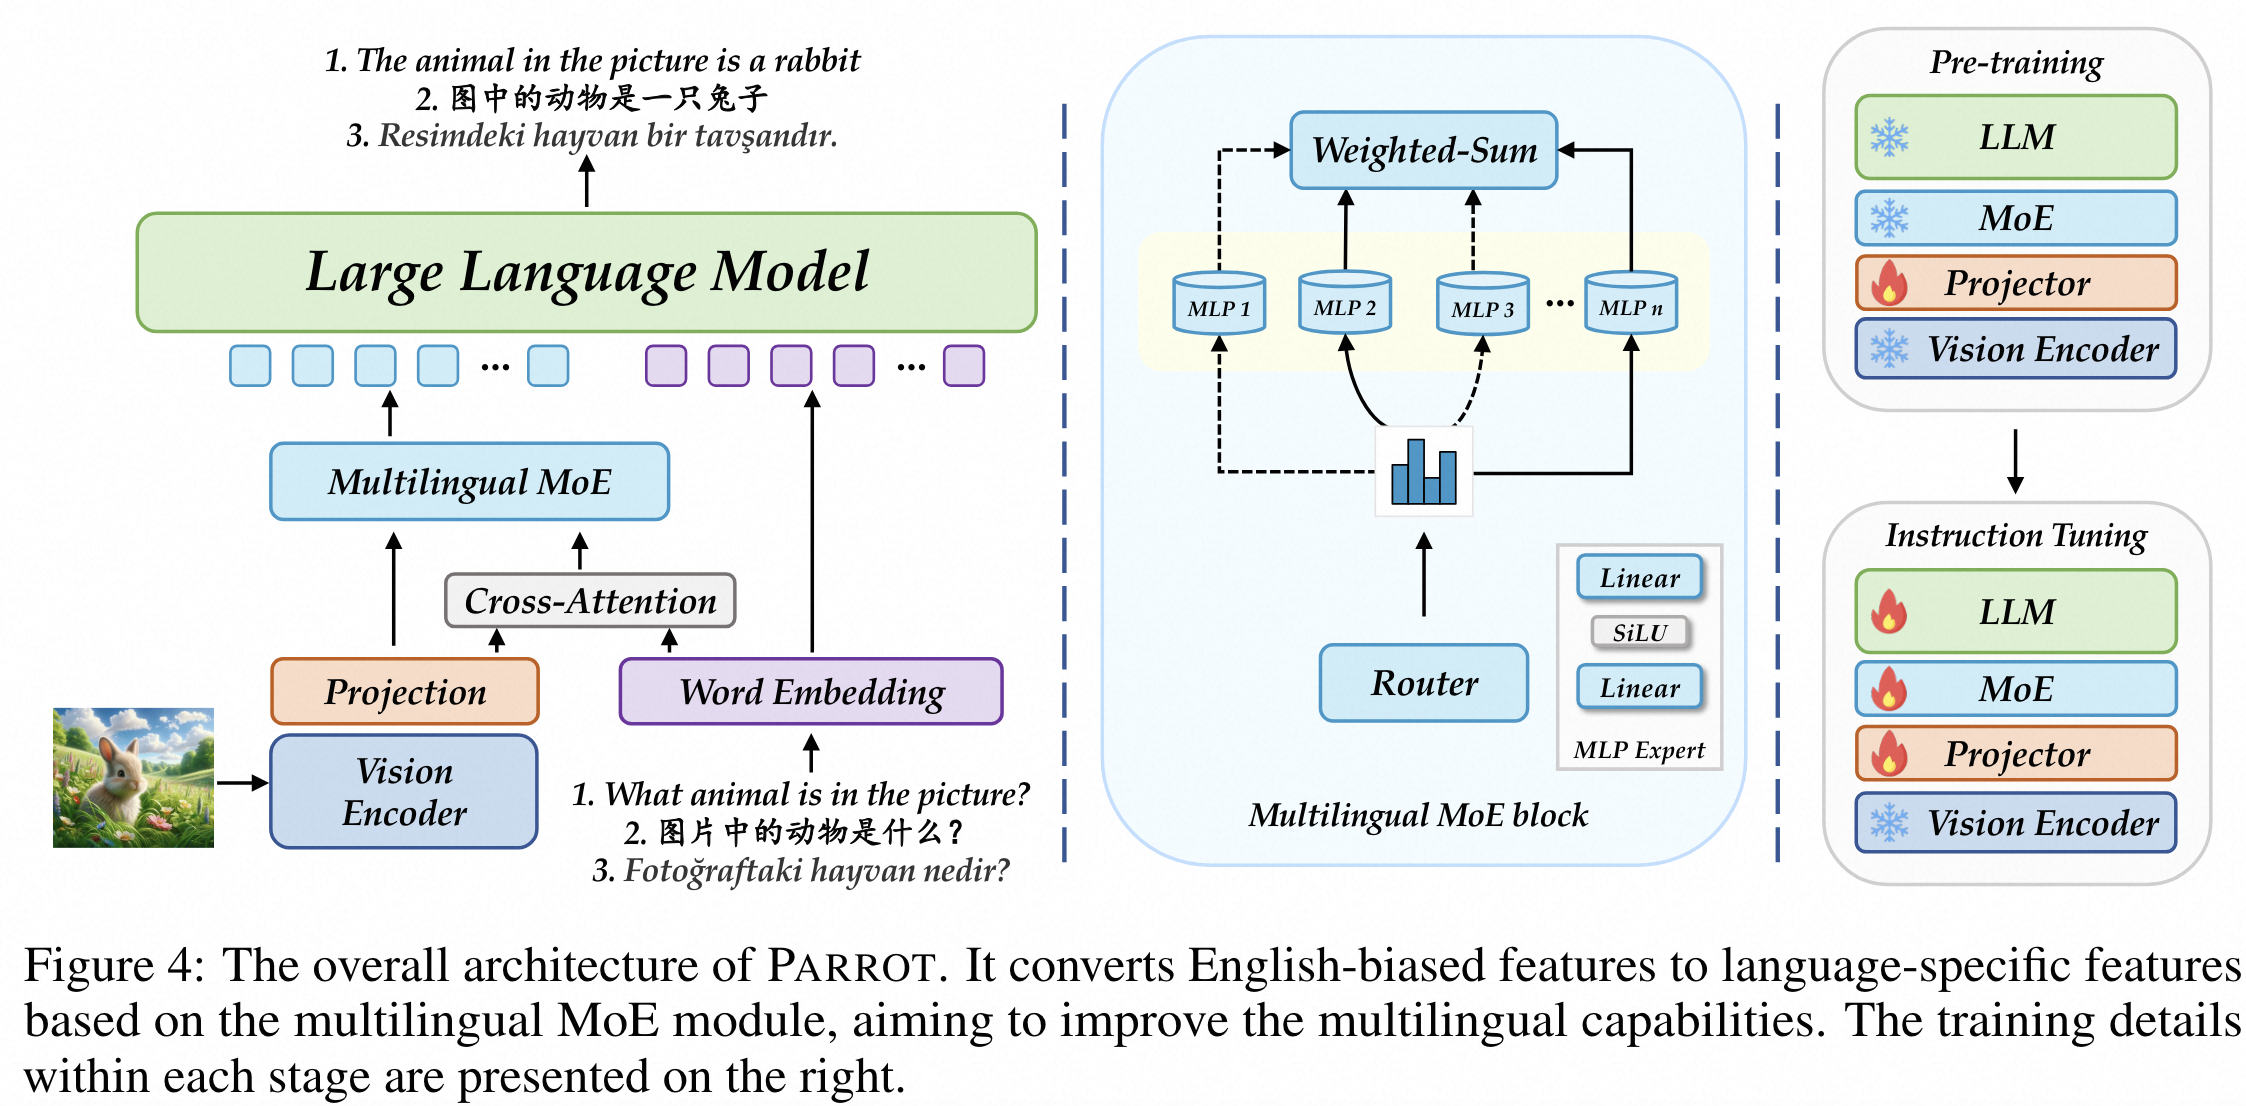 1. The animal in the picture is a rabbit
2. 图中的动物是一只兔子
3. Resimdeki hayvan bir tavşandır.
Large Language Model
...
...
Multilingual MoE
Cross-Attention
Projection
Word Embedding
Vision
Encoder
1. What animal is in the picture?
2. 图片中的动物是什么？
3. Fotoğraftaki hayvan nedir?
Weighted-Sum
MLP 1
MLP 2
MLP 3
...
MLP n
Router
Linear
SiLU
Linear
MLP Expert
Multilingual MoE block
Pre-training
LLM
MoE
Projector
Vision Encoder
Instruction Tuning
LLM
MoE
Projector
Vision Encoder
Figure 4: The overall architecture of PARROT. It converts English-biased features to language-specific features
based on the multilingual MoE module, aiming to improve the multilingual capabilities. The training details
within each stage are presented on the right.